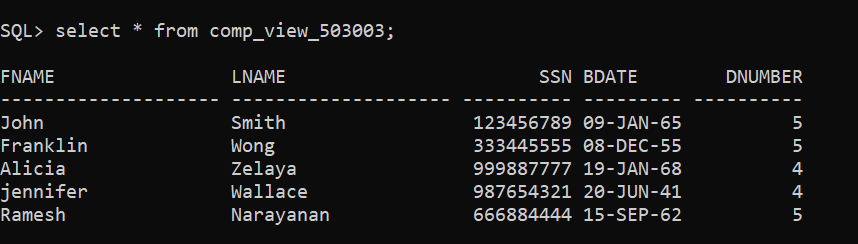 SQL> select * from comp_view_503003;
FNAME LNAME SSN BDATE DNUMBER
-------------------- -------------------- ---------- --------- ----------
John Smith 123456789 09-JAN-65 5
Franklin Wong 333445555 08-DEC-55 5
Alicia Zelaya 999887777 19-JAN-68 4
jennifer Wallace 987654321 20-JUN-41 4
Ramesh Narayanan 666884444 15-SEP-62 5